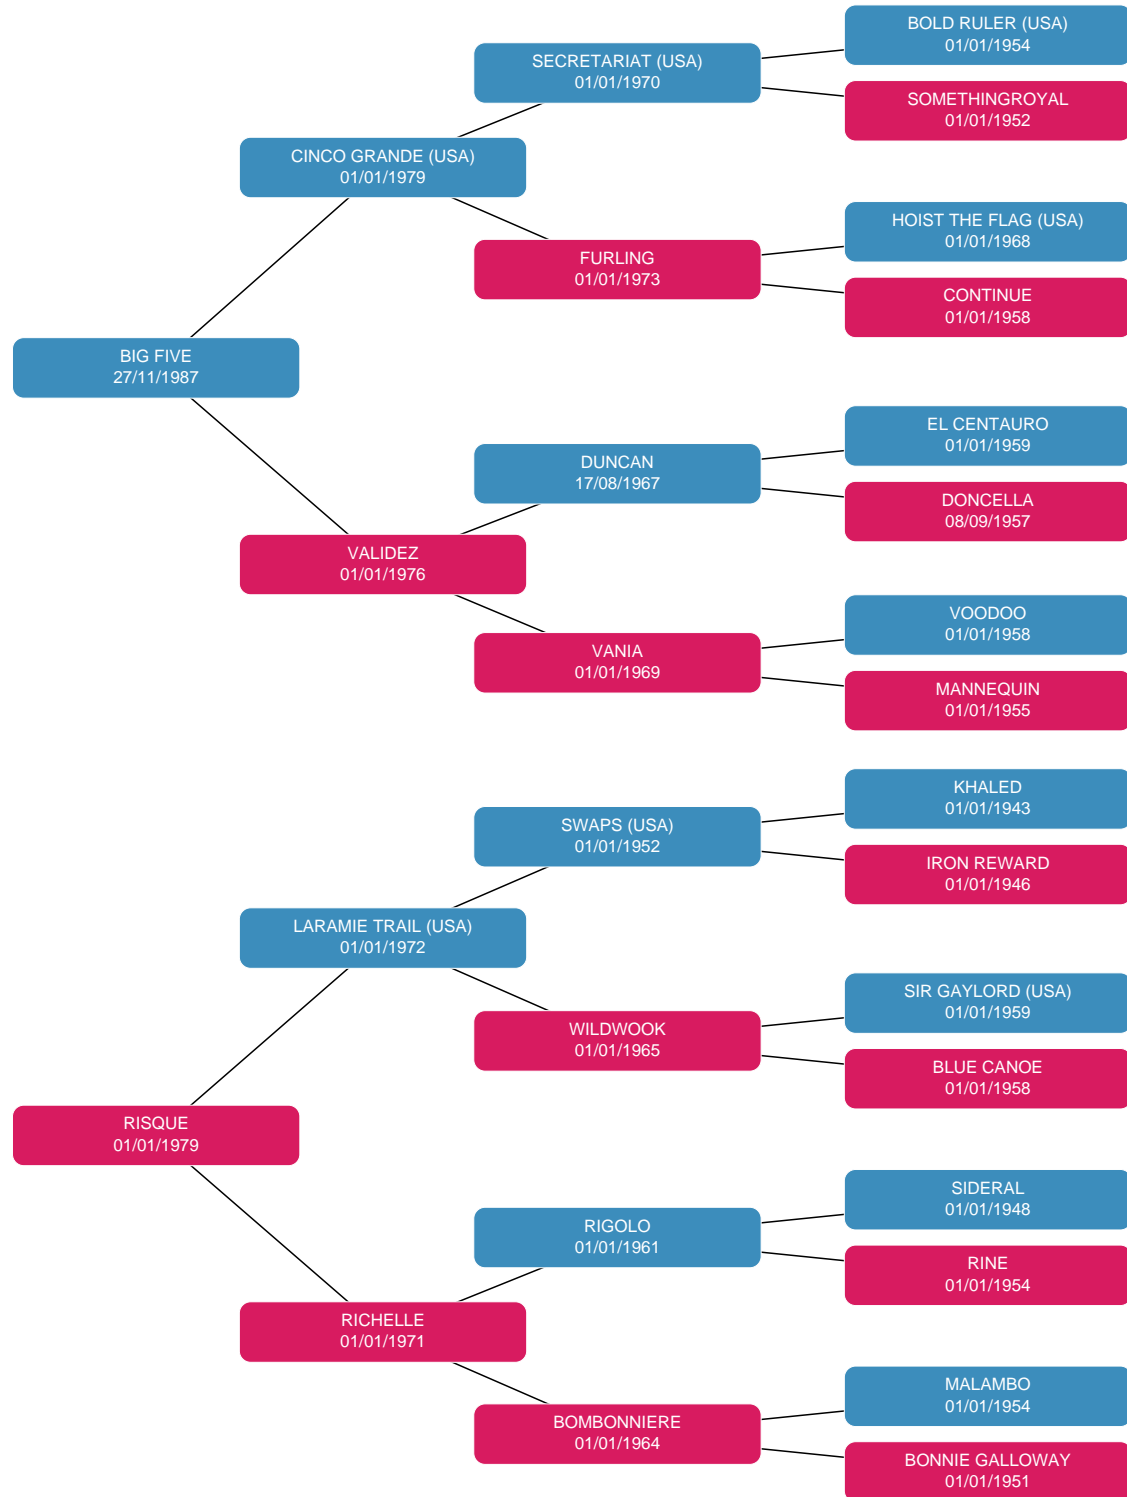 BOLD RULER (USA)
01/01/1954
SECRETARIAT (USA)
01/01/1970
SOMETHINGROYAL
01/01/1952
CINCO GRANDE (USA)
01/01/1979
HOIST THE FLAG (USA)
01/01/1968
FURLING
01/01/1973
CONTINUE
01/01/1958
BIG FIVE
27/11/1987
EL CENTAURO
01/01/1959
DUNCAN
17/08/1967
DONCELLA
08/09/1957
VALIDEZ
01/01/1976
VOODOO
01/01/1958
VANIA
01/01/1969
MANNEQUIN
01/01/1955
KHALED
01/01/1943
SWAPS (USA)
01/01/1952
IRON REWARD
01/01/1946
LARAMIE TRAIL (USA)
01/01/1972
SIR GAYLORD (USA)
01/01/1959
WILDWOOK
01/01/1965
BLUE CANOE
01/01/1958
RISQUE
01/01/1979
SIDERAL
01/01/1948
RIGOLO
01/01/1961
RINE
01/01/1954
RICHELLE
01/01/1971
MALAMBO
01/01/1954
BOMBONNIERE
01/01/1964
BONNIE GALLOWAY
01/01/1951